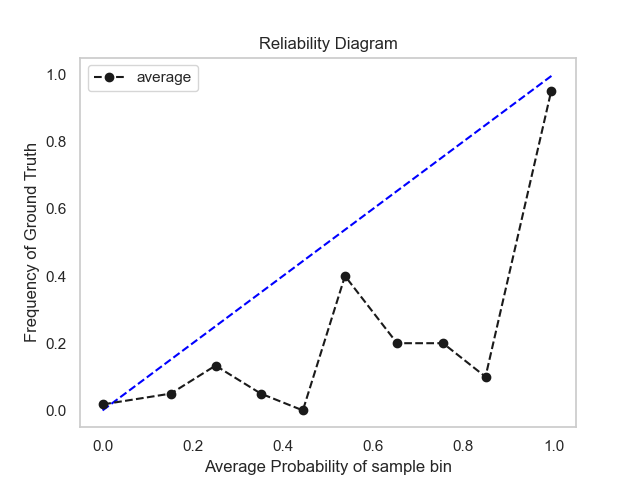 Reliability Diagram
average
1.0
0.8
0.6
0.4
0.2
0.0
Frequency of Ground Truth
0.0 0.2 0.4 0.6 0.8 1.0
Average Probability of sample bin